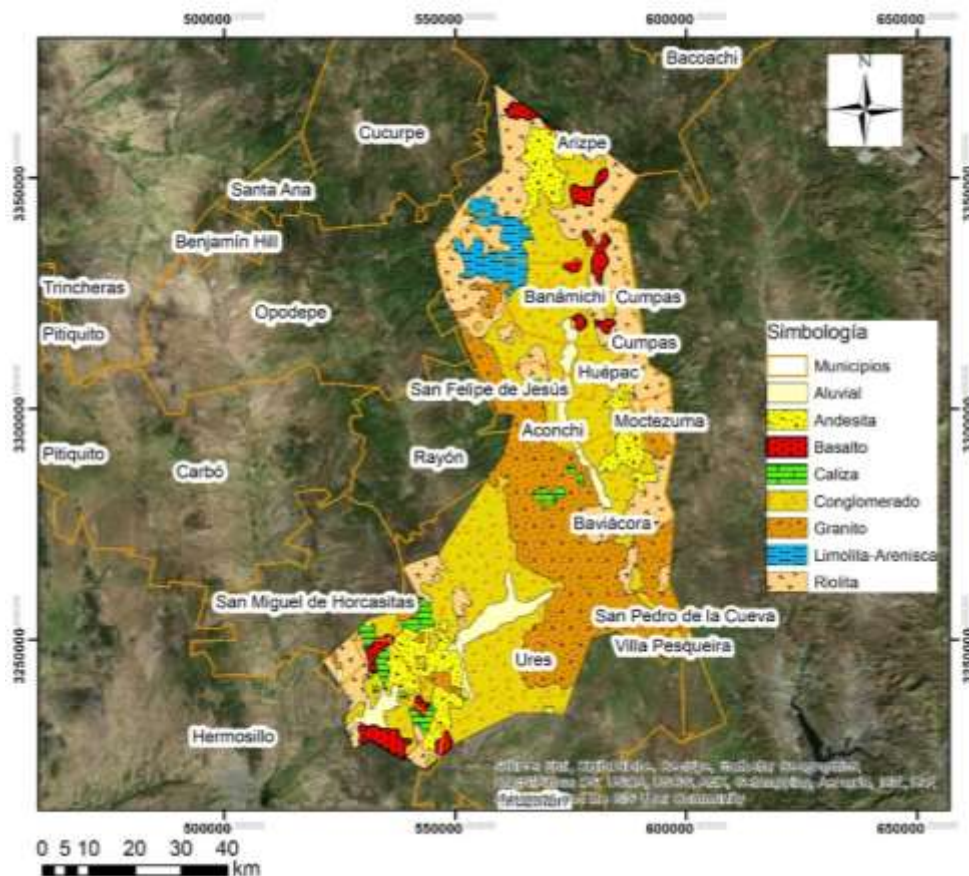 500000 550000 600000 650000
N
Bacoachi
Cucurpe
Arizpe
3350000
3350000
Santa Ana
Benjamín Hill
Trincheras
Banámichi
Cumpas
Opodepe
Pitiquito
Simbología
Cumpas
Municipios
Huépac
San Felipe de Jesús
Aluvial
3300000
3300000
Aconchi
Moctezuma
Andesita
Pitiquito
Carbó
Rayón
Basalto
Caliza
Conglomerado
Baviácora
Granito
Limolita-Arenisca
Riolita
San Miguel de Horcasitas
San Pedro de la Cueva
3250000
3250000
Villa Pesqueira
Ures
Hermosillo
500000 550000 600000 650000
0 5 10 20 30 40
km